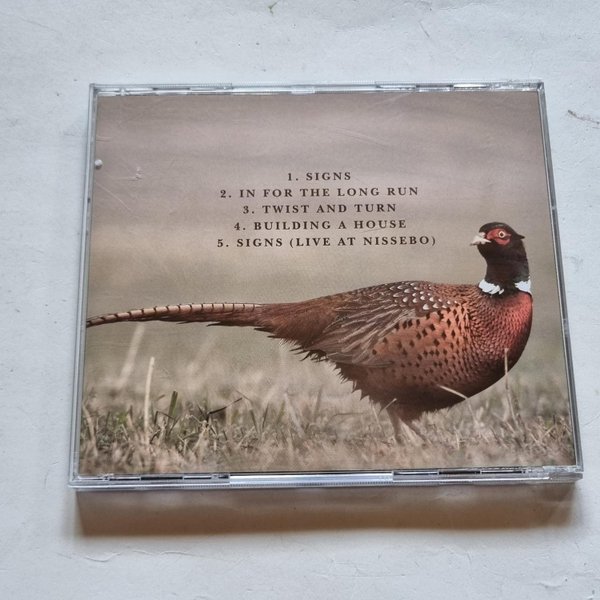 1. SIGNS
2. IN FOR THE LONG RUN
3. TWIST AND TURN
4. BUILDING A HOUSE
5. SIGNS (LIVE AT NISSEBO)